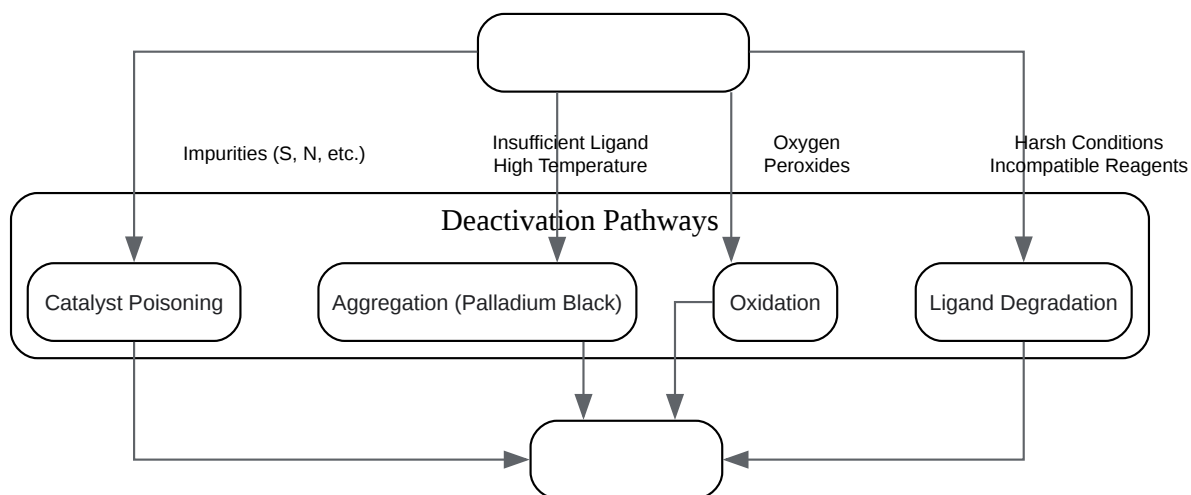 Impurities (S, N, etc.)
Insufficient Ligand
High Temperature
Oxygen
Peroxides
Harsh Conditions
Incompatible Reagents
Deactivation Pathways
Catalyst Poisoning
Aggregation (Palladium Black)
Oxidation
Ligand Degradation